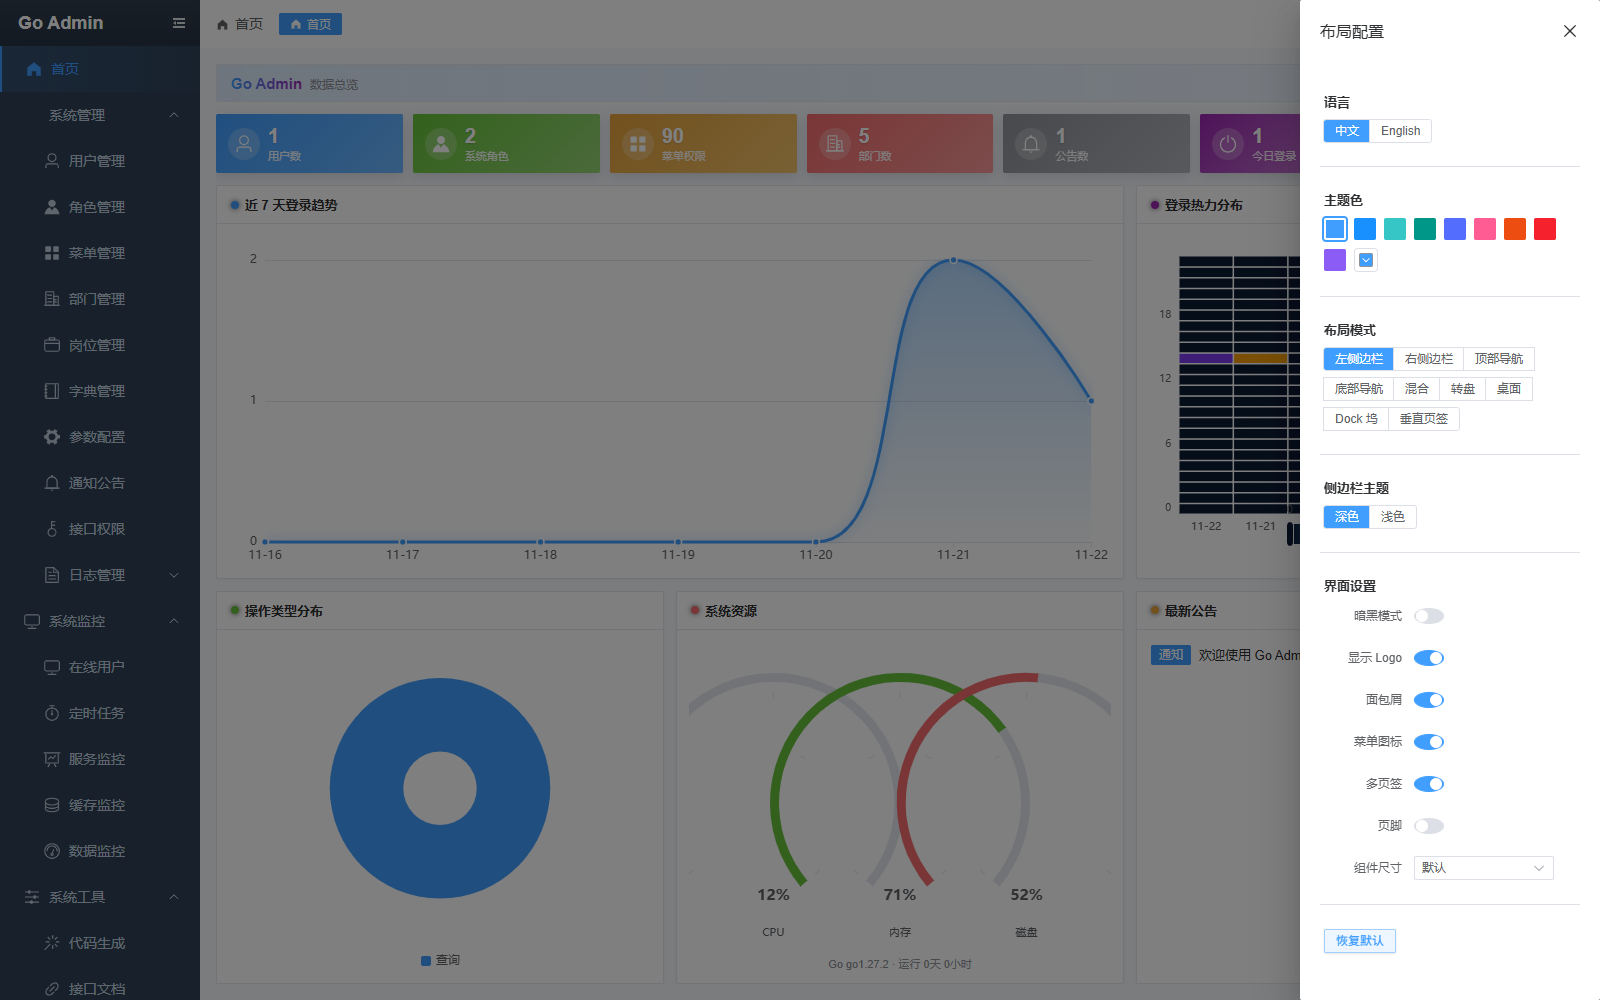 Go Admin
首页
系统管理
用户管理
角色管理
菜单管理
部门管理
岗位管理
字典管理
参数配置
通知公告
接口权限
日志管理
系统监控
在线用户
定时任务
服务监控
缓存监控
数据监控
系统工具
代码生成
接口文档
首页
首页
Go Admin 数据总览
1
用户数
2
系统角色
90
菜单权限
5
部门数
1
公告数
1
今日登录
近 7 天登录趋势
2
1
0
11-16 11-17 11-18 11-19 11-20 11-21 11-22
登录热力分布
18
12
6
0
11-22 11-21
操作类型分布
查询
系统资源
12% 71% 52%
CPU 内存 磁盘
Go go1.27.2 · 运行 0天 0小时
最新公告
通知 欢迎使用 Go Adm
布局配置
语言
中文 English
主题色
布局模式
左侧边栏 右侧边栏 顶部导航
底部导航 混合 转盘 桌面
Dock 坞 垂直页签
侧边栏主题
深色 浅色
界面设置
暗黑模式
显示 Logo
面包屑
菜单图标
多页签
页脚
组件尺寸 默认
恢复默认